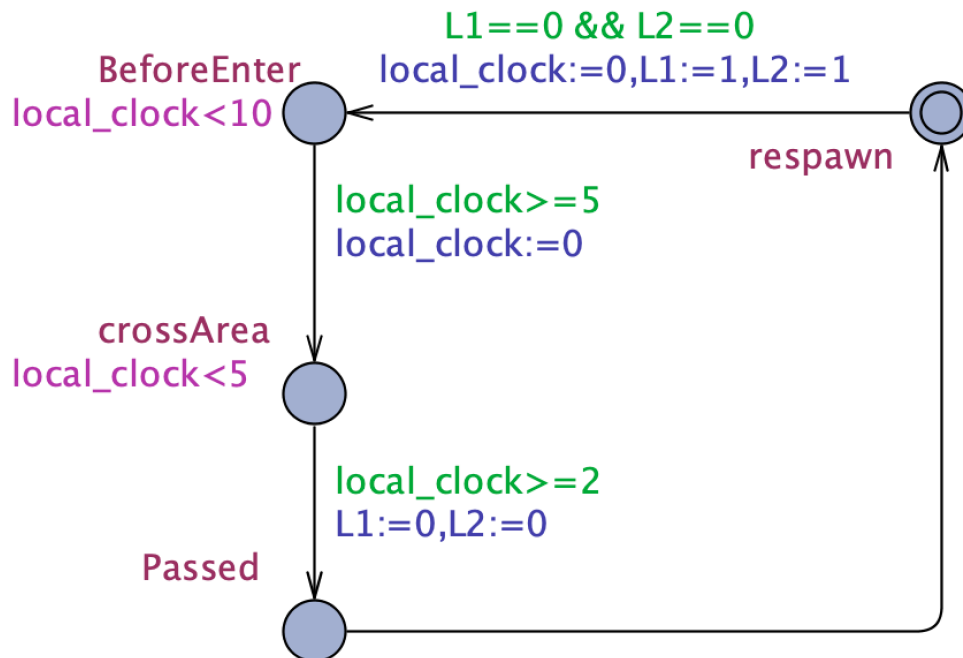 L1==0 && L2==0
BeforeEnter
local_clock:=0,L1:=1,L2:=1
local_clock<10
respawn
local_clock>=5
local_clock:=0
crossArea
local_clock<5
local_clock>=2
L1:=0,L2:=0
Passed